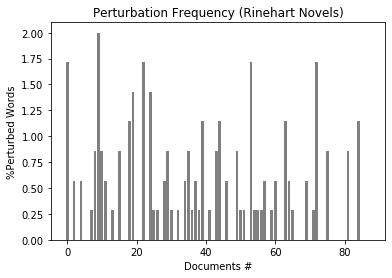 Perturbation Frequency (Rinehart Novels)
%Perturbed Words
2.00
1.75
1.50
1.25
1.00
0.75
0.50
0.25
0.00
0 20 40 60 80
Documents #